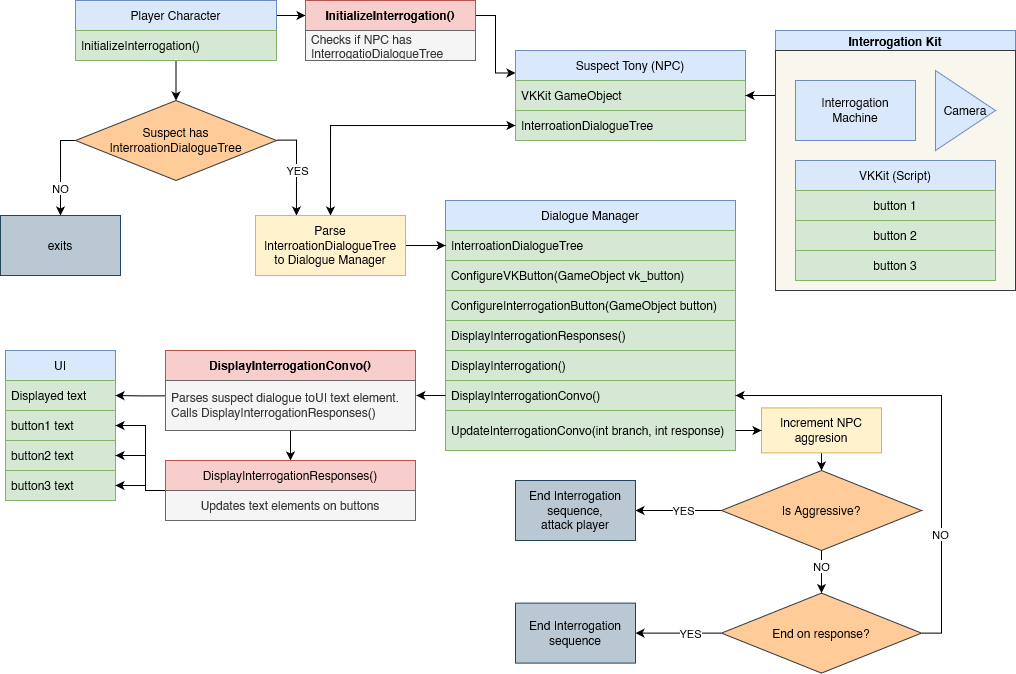 Player Character
InitializeInterrogation()
InitializeInterrogation()
Checks if NPC has
InterrogatioDialogueTree
Suspect Tony (NPC)
VKKit GameObject
InterroationDialogueTree
Interrogation Kit
Interrogation
Machine
Camera
VKKit (Script)
button 1
button 2
button 3
Suspect has
InterroationDialogueTree
NO
YES
exits
Parse
InterroationDialogueTree
to Dialogue Manager
Dialogue Manager
InterroationDialogueTree
ConfigureVKButton(GameObject vk_button)
ConfigureInterrogationButton(GameObject button)
DisplayInterrogationResponses()
DisplayInterrogation()
DisplayInterrogationConvo()
UpdateInterrogationConvo(int branch, int response)
UI
Displayed text
button1 text
button2 text
button3 text
DisplayInterrogationConvo()
Parses suspect dialogue toUI text element.
Calls DisplayInterrogationResponses()
DisplayInterrogationResponses()
Updates text elements on buttons
Increment NPC
aggresion
Is Aggressive?
YES
End Interrogation
sequence,
attack player
NO
NO
End on response?
YES
End Interrogation
sequence